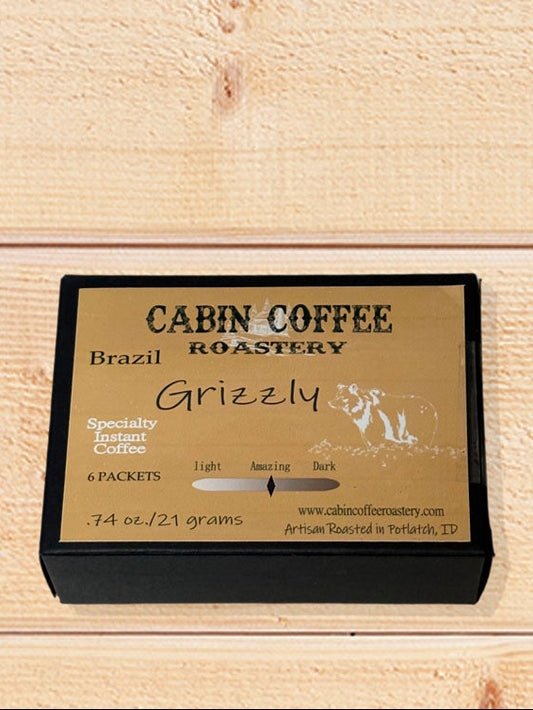 CABIN COFFEE
ROASTERY
Brazil
Grizzly
Specialty
Instant
Coffee
6 PACKETS
light Amazing Dark
.74 oz./21 grams
www.cabincoffeeroastery.com
Artisan Roasted in Potlatch, ID